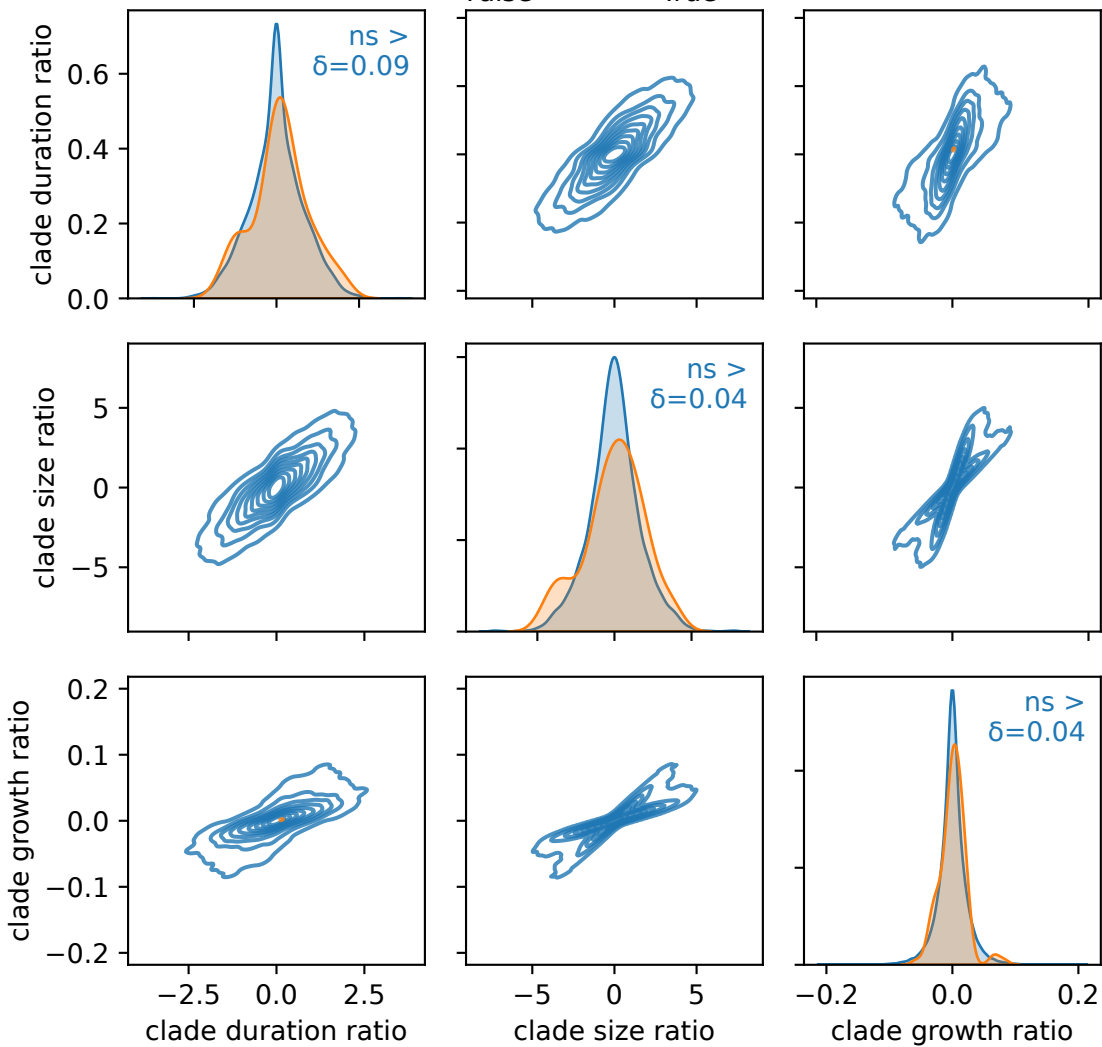 ns >
δ=0.09
clade duration ratio
0.6
0.4
0.2
0.0
ns >
δ=0.04
clade size ratio
5
0
−5
ns >
δ=0.04
clade growth ratio
0.2
0.1
0.0
−0.1
−0.2
−2.5 0.0 2.5
−5 0 5
−0.2 0.0 0.2
clade duration ratio
clade size ratio
clade growth ratio